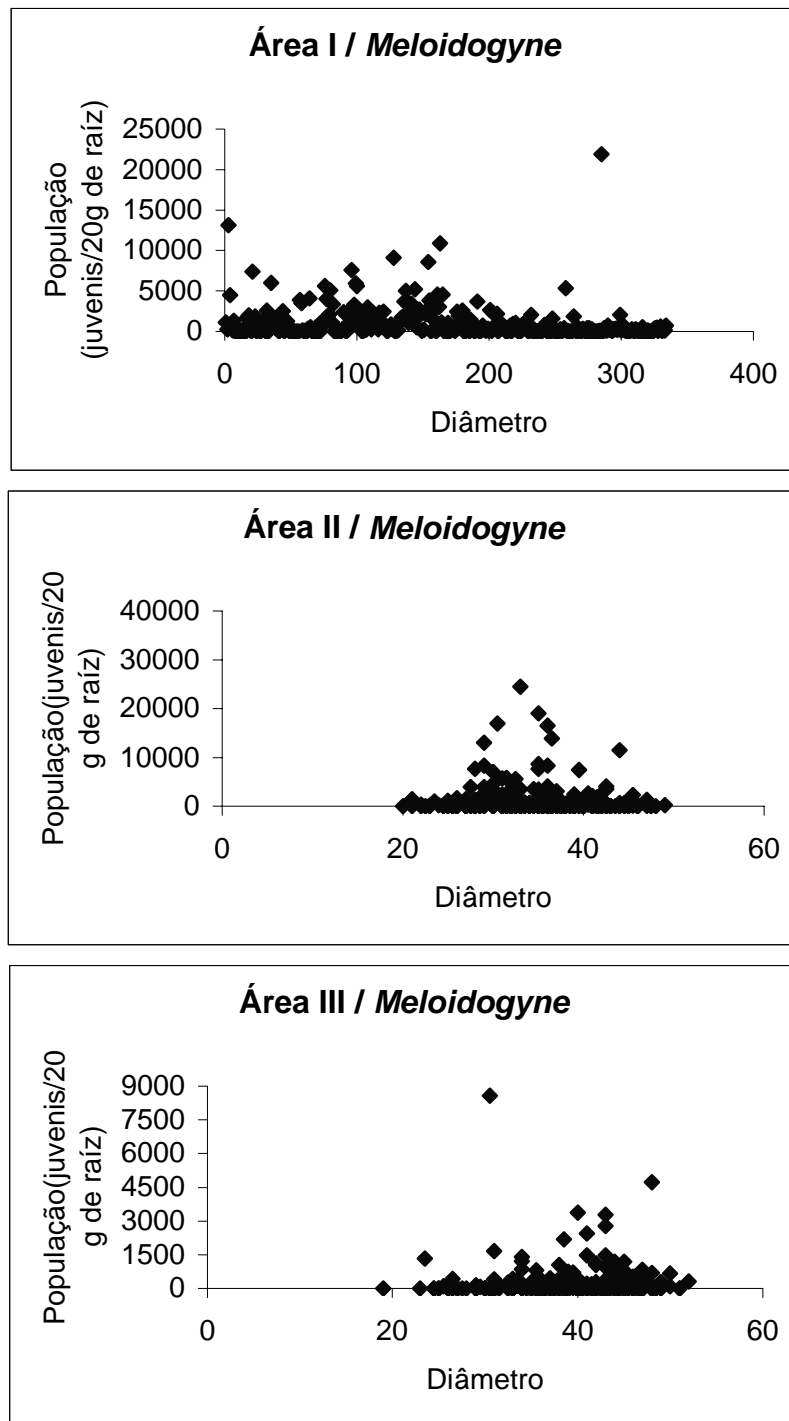 Área I / Meloidogyne
População
(juvenis/20g de raíz)
25000
20000
15000
10000
5000
0
0 100 200 300 400
Diâmetro
Área II / Meloidogyne
População(juvenis/20
g de raíz)
40000
30000
20000
10000
0
0 20 40 60
Diâmetro
Área III / Meloidogyne
População(juvenis/20
g de raíz)
9000
7500
6000
4500
3000
1500
0
0 20 40 60
Diâmetro